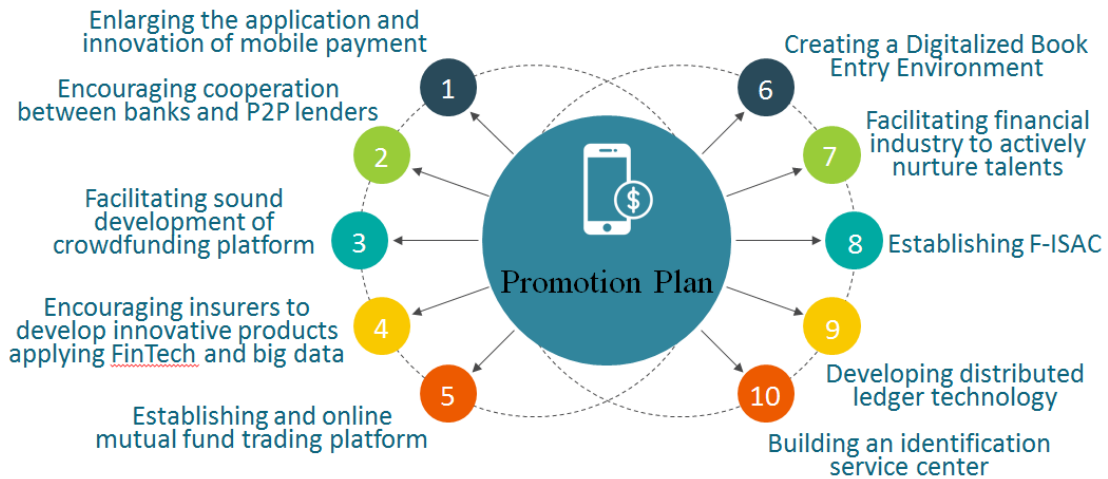 Enlarging the application and
innovation of mobile payment
1
Encouraging cooperation
between banks and P2P lenders
2
Facilitating sound
development of
crowdfunding platform
3
Encouraging insurers to
develop innovative products
applying FinTech and big data
4
Establishing and online
mutual fund trading platform
5
$
Promotion Plan
6
Creating a Digitalized Book
Entry Environment
7
Facilitating financial
industry to actively
nurture talents
8
Establishing F-ISAC
9
Developing distributed
ledger technology
10
Building an identification
service center